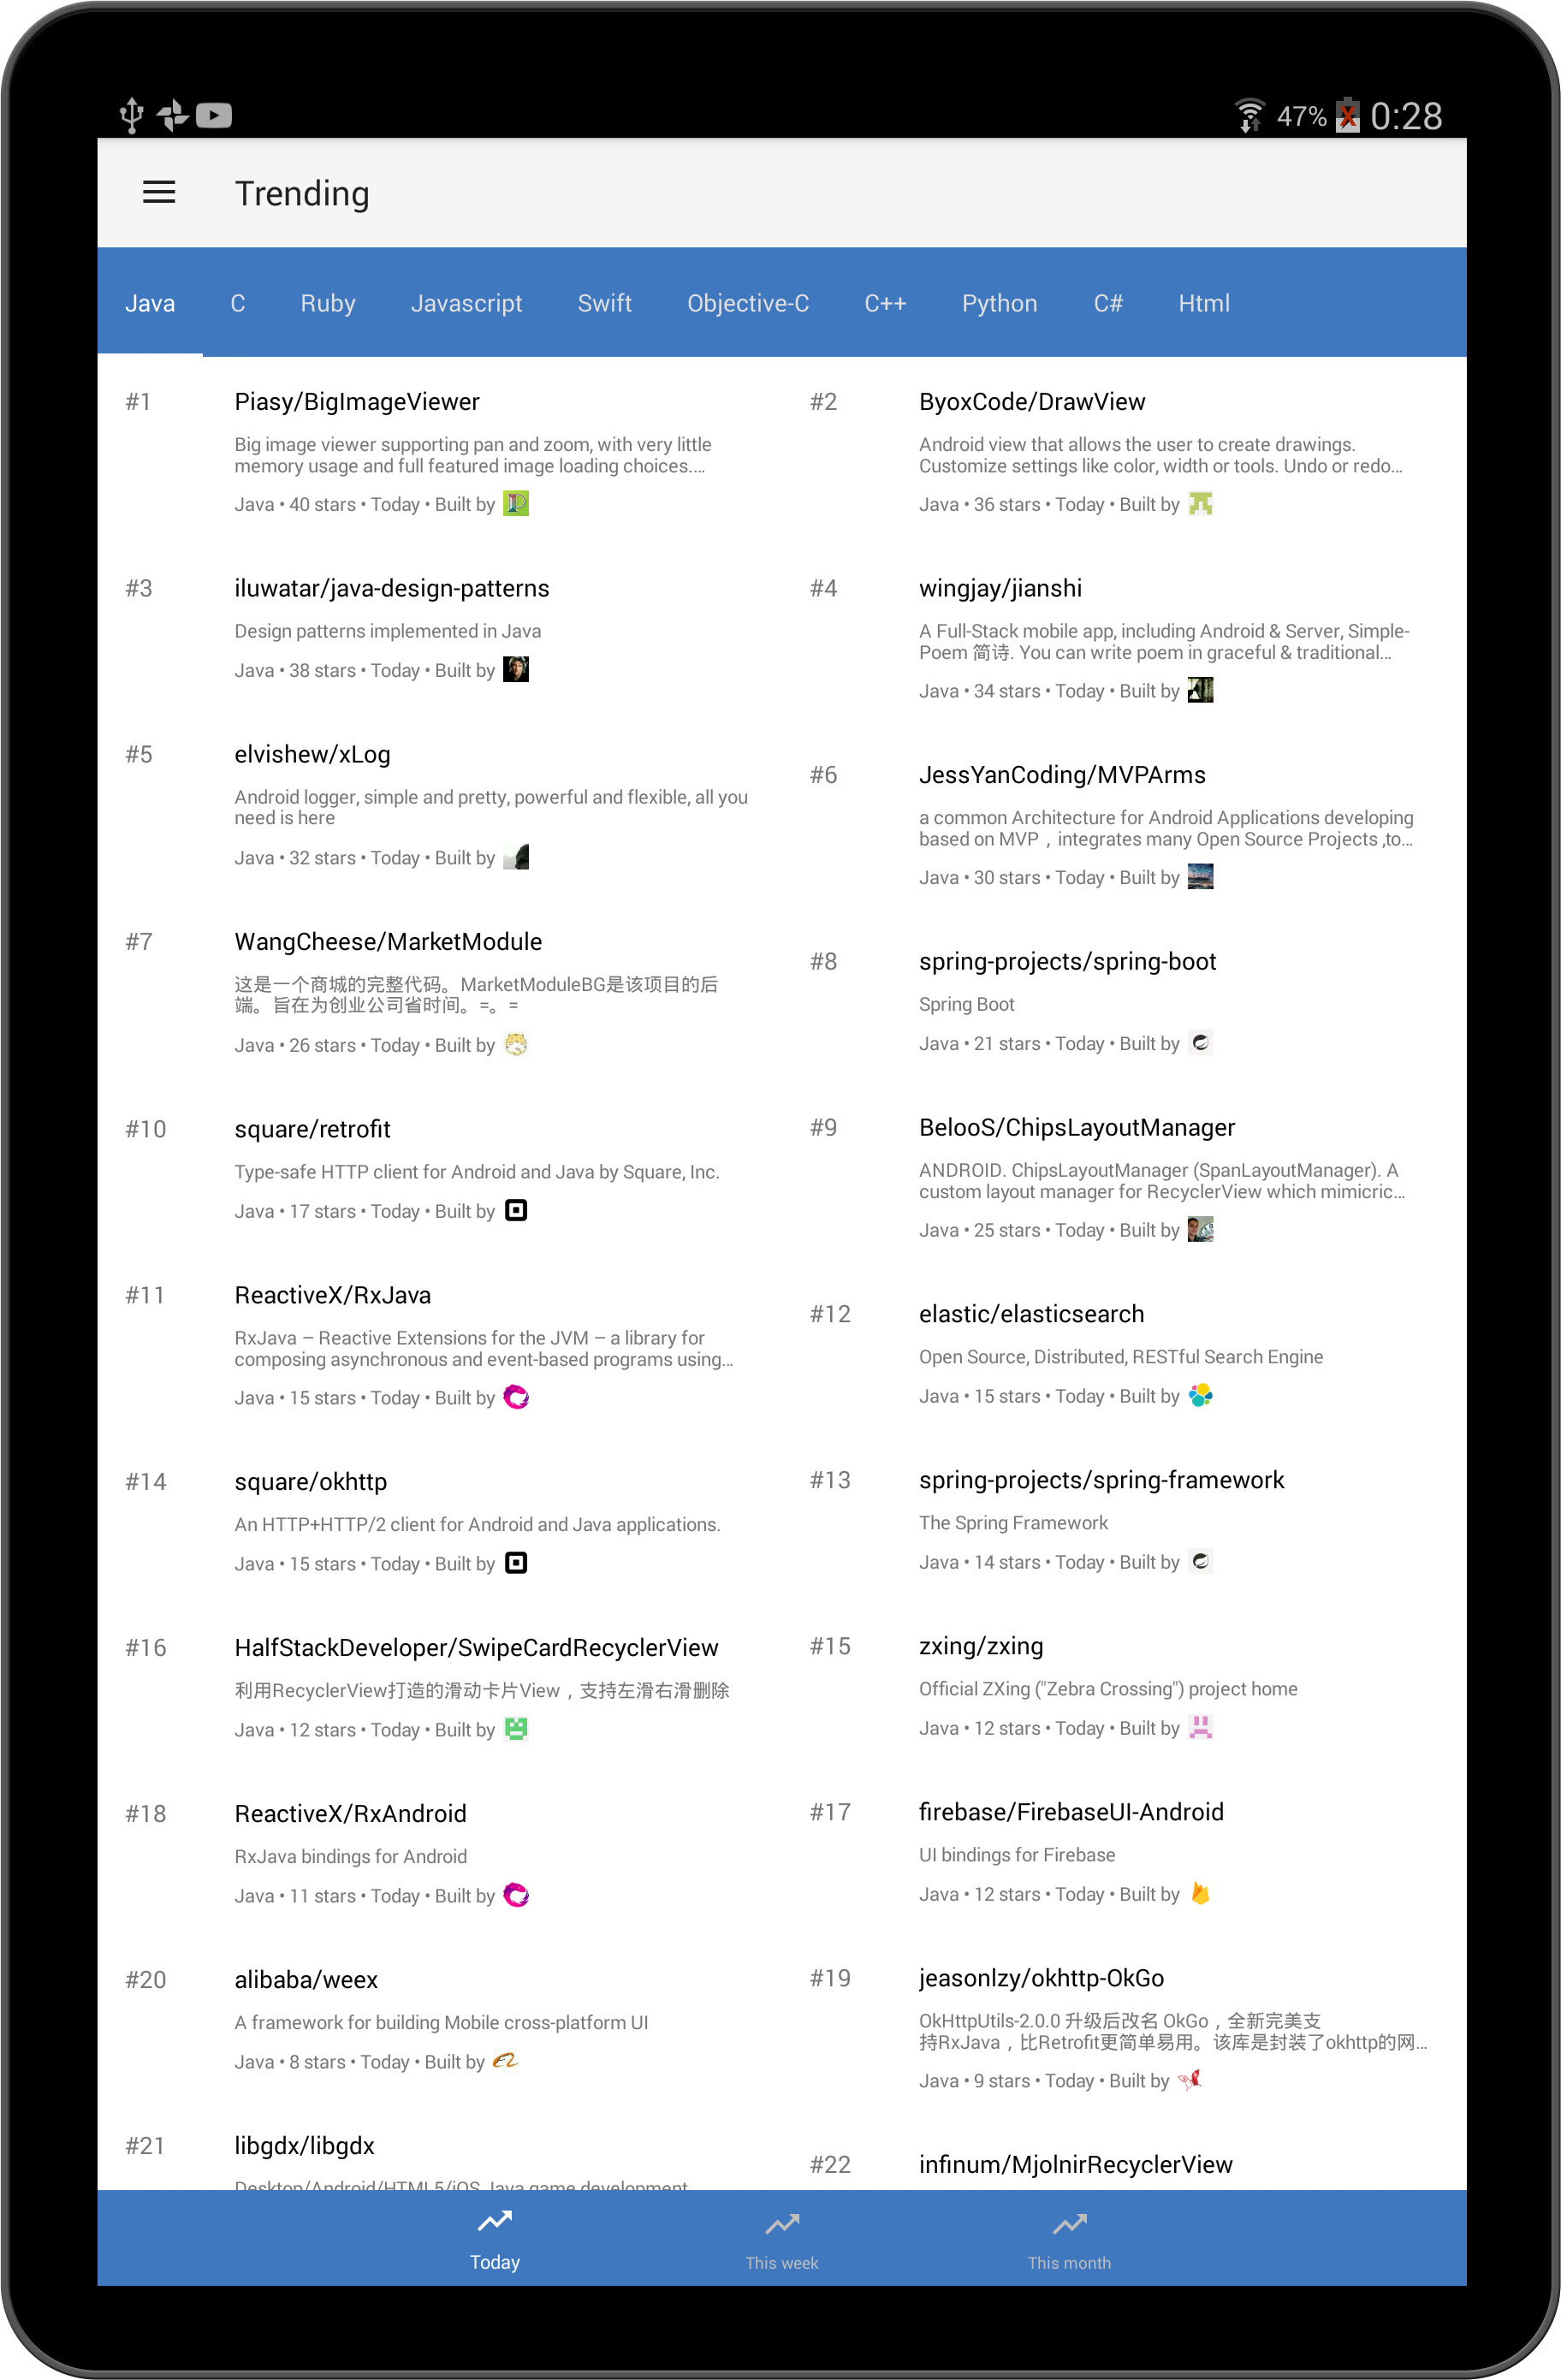 47% 0:28
Trending
Java C Ruby Javascript Swift Objective-C C++ Python C# Html
#1 Piasy/BigImageViewer
Big image viewer supporting pan and zoom, with very little
memory usage and full featured image loading choices....
Java • 40 stars • Today • Built by
#2 ByoxCode/DrawView
Android view that allows the user to create drawings.
Customize settings like color, width or tools. Undo or redo...
Java • 36 stars • Today • Built by
#3 iluwatar/java-design-patterns
Design patterns implemented in Java
Java • 38 stars • Today • Built by
#4 wingjay/jianshi
A Full-Stack mobile app, including Android & Server, Simple-
Poem 简诗. You can write poem in graceful & traditional...
Java • 34 stars • Today • Built by
#5 elvishew/xLog
Android logger, simple and pretty, powerful and flexible, all you
need is here
Java • 32 stars • Today • Built by
#6 JessYanCoding/MVPArms
a common Architecture for Android Applications developing
based on MVP，integrates many Open Source Projects ,to...
Java • 30 stars • Today • Built by
#7 WangCheese/MarketModule
这是一个商城的完整代码。MarketModuleBG是该项目的后
端。旨在为创业公司省时间。=。=
Java • 26 stars • Today • Built by
#8 spring-projects/spring-boot
Spring Boot
Java • 21 stars • Today • Built by
#10 square/retrofit
Type-safe HTTP client for Android and Java by Square, Inc.
Java • 17 stars • Today • Built by
#9 BelooS/ChipsLayoutManager
ANDROID. ChipsLayoutManager (SpanLayoutManager). A
custom layout manager for RecyclerView which mimicric...
Java • 25 stars • Today • Built by
#11 ReactiveX/RxJava
RxJava – Reactive Extensions for the JVM – a library for
composing asynchronous and event-based programs using...
Java • 15 stars • Today • Built by
#12 elastic/elasticsearch
Open Source, Distributed, RESTful Search Engine
Java • 15 stars • Today • Built by
#14 square/okhttp
An HTTP+HTTP/2 client for Android and Java applications.
Java • 15 stars • Today • Built by
#13 spring-projects/spring-framework
The Spring Framework
Java • 14 stars • Today • Built by
#16 HalfStackDeveloper/SwipeCardRecyclerView
利用RecyclerView打造的滑动卡片View，支持左滑右滑删除
Java • 12 stars • Today • Built by
#15 zxing/zxing
Official ZXing ("Zebra Crossing") project home
Java • 12 stars • Today • Built by
#18 ReactiveX/RxAndroid
RxJava bindings for Android
Java • 11 stars • Today • Built by
#17 firebase/FirebaseUI-Android
UI bindings for Firebase
Java • 12 stars • Today • Built by
#20 alibaba/weex
A framework for building Mobile cross-platform UI
Java • 8 stars • Today • Built by
#19 jeasonlzy/okhttp-OkGo
OkHttpUtils-2.0.0 升级后改名 OkGo，全新完美支
持RxJava，比Retrofit更简单易用。该库是封装了okhttp的网...
Java • 9 stars • Today • Built by
#21 libgdx/libgdx
Desktop/Android/HTML5/iOS Java game development
#22 infinum/MjolnirRecyclerView
Today This week This month